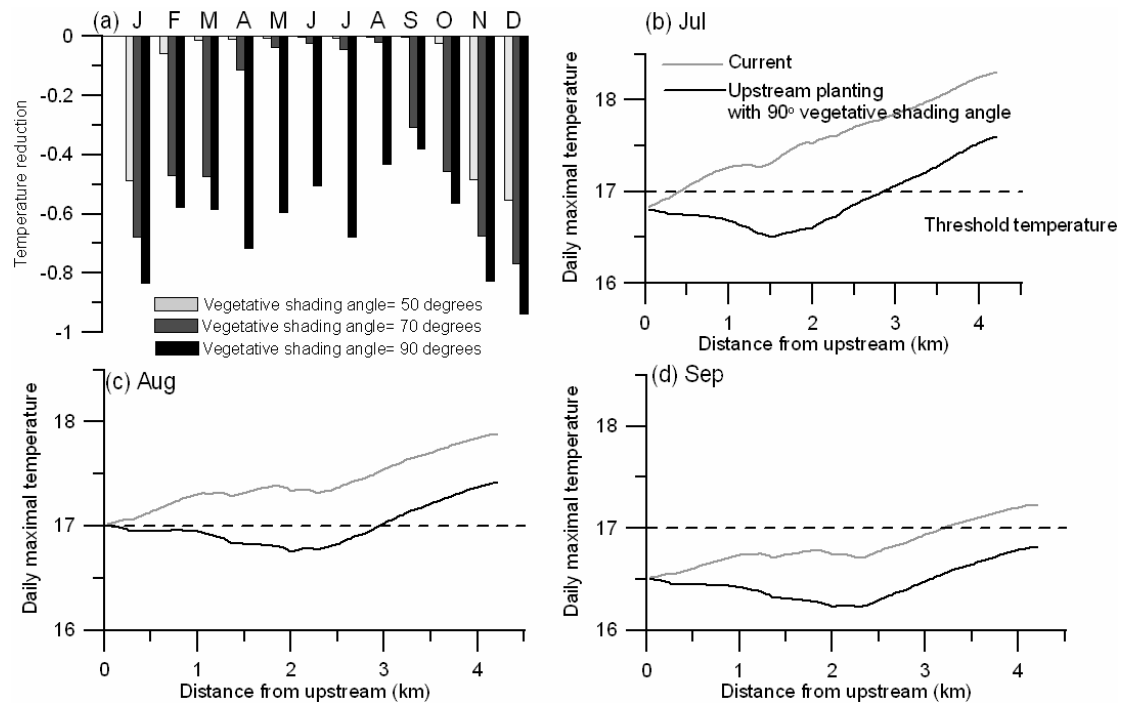 (a) J F M A M J J A S O N D
0
-0.2
-0.4
-0.6
-0.8
-1
Temperature reduction
Vegetative shading angle= 50 degrees
Vegetative shading angle= 70 degrees
Vegetative shading angle= 90 degrees
(b) Jul
Current
Upstream planting
with 90° vegetative shading angle
18
17
16
Daily maximal temperature
Threshold temperature
0 1 2 3 4
Distance from upstream (km)
(c) Aug
18
17
16
Daily maximal temperature
0 1 2 3 4
Distance from upstream (km)
(d) Sep
18
17
16
Daily maximal temperature
0 1 2 3 4
Distance from upstream (km)